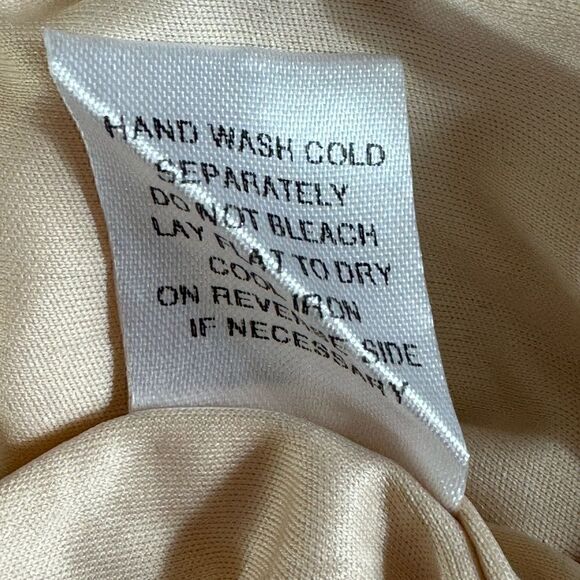 HAND WASH COLD
SEPARATELY
DO NOT BLEACH
LAY FLAT TO DRY
COOL IRON
ON REVERSE SIDE
IF NECESSARY